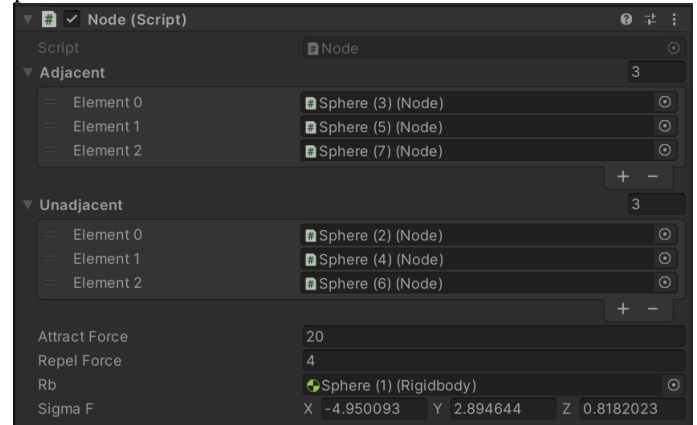 Node (Script)
Script Node
Adjacent 3
Element 0 Sphere (3) (Node)
Element 1 Sphere (5) (Node)
Element 2 Sphere (7) (Node)
+ −
Unadjacent 3
Element 0 Sphere (2) (Node)
Element 1 Sphere (4) (Node)
Element 2 Sphere (6) (Node)
+ −
Attract Force 20
Repel Force 4
Rb Sphere (1) (Rigidbody)
Sigma F X -4.950093 Y 2.894644 Z 0.8182023